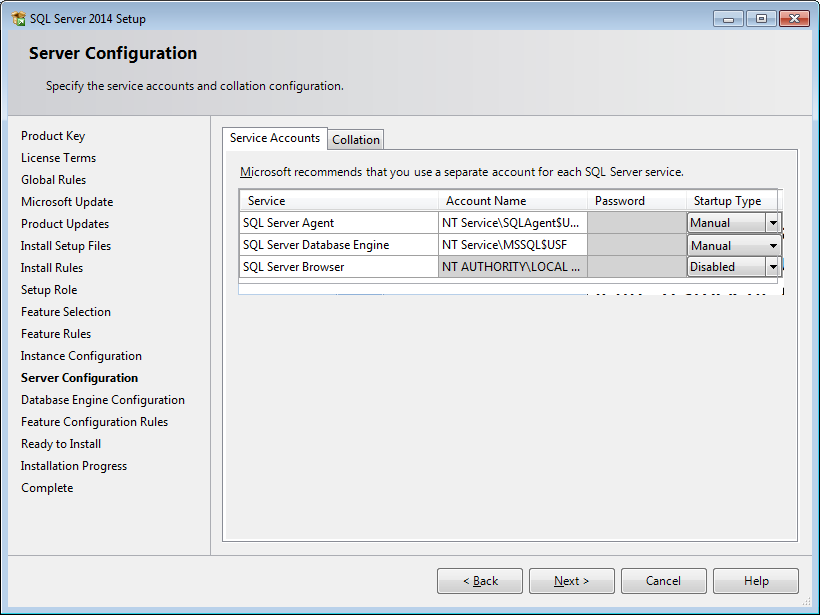 SQL Server 2014 Setup
Server Configuration
Specify the service accounts and collation configuration.
Product Key
License Terms
Global Rules
Microsoft Update
Product Updates
Install Setup Files
Install Rules
Setup Role
Feature Selection
Feature Rules
Instance Configuration
Server Configuration
Database Engine Configuration
Feature Configuration Rules
Ready to Install
Installation Progress
Complete
Service Accounts Collation
Microsoft recommends that you use a separate account for each SQL Server service.
Service Account Name Password Startup Type
SQL Server Agent NT Service\SQLAgent$U... Manual
SQL Server Database Engine NT Service\MSSQL$USF Manual
SQL Server Browser NT AUTHORITY\LOCAL ... Disabled
< Back Next > Cancel Help